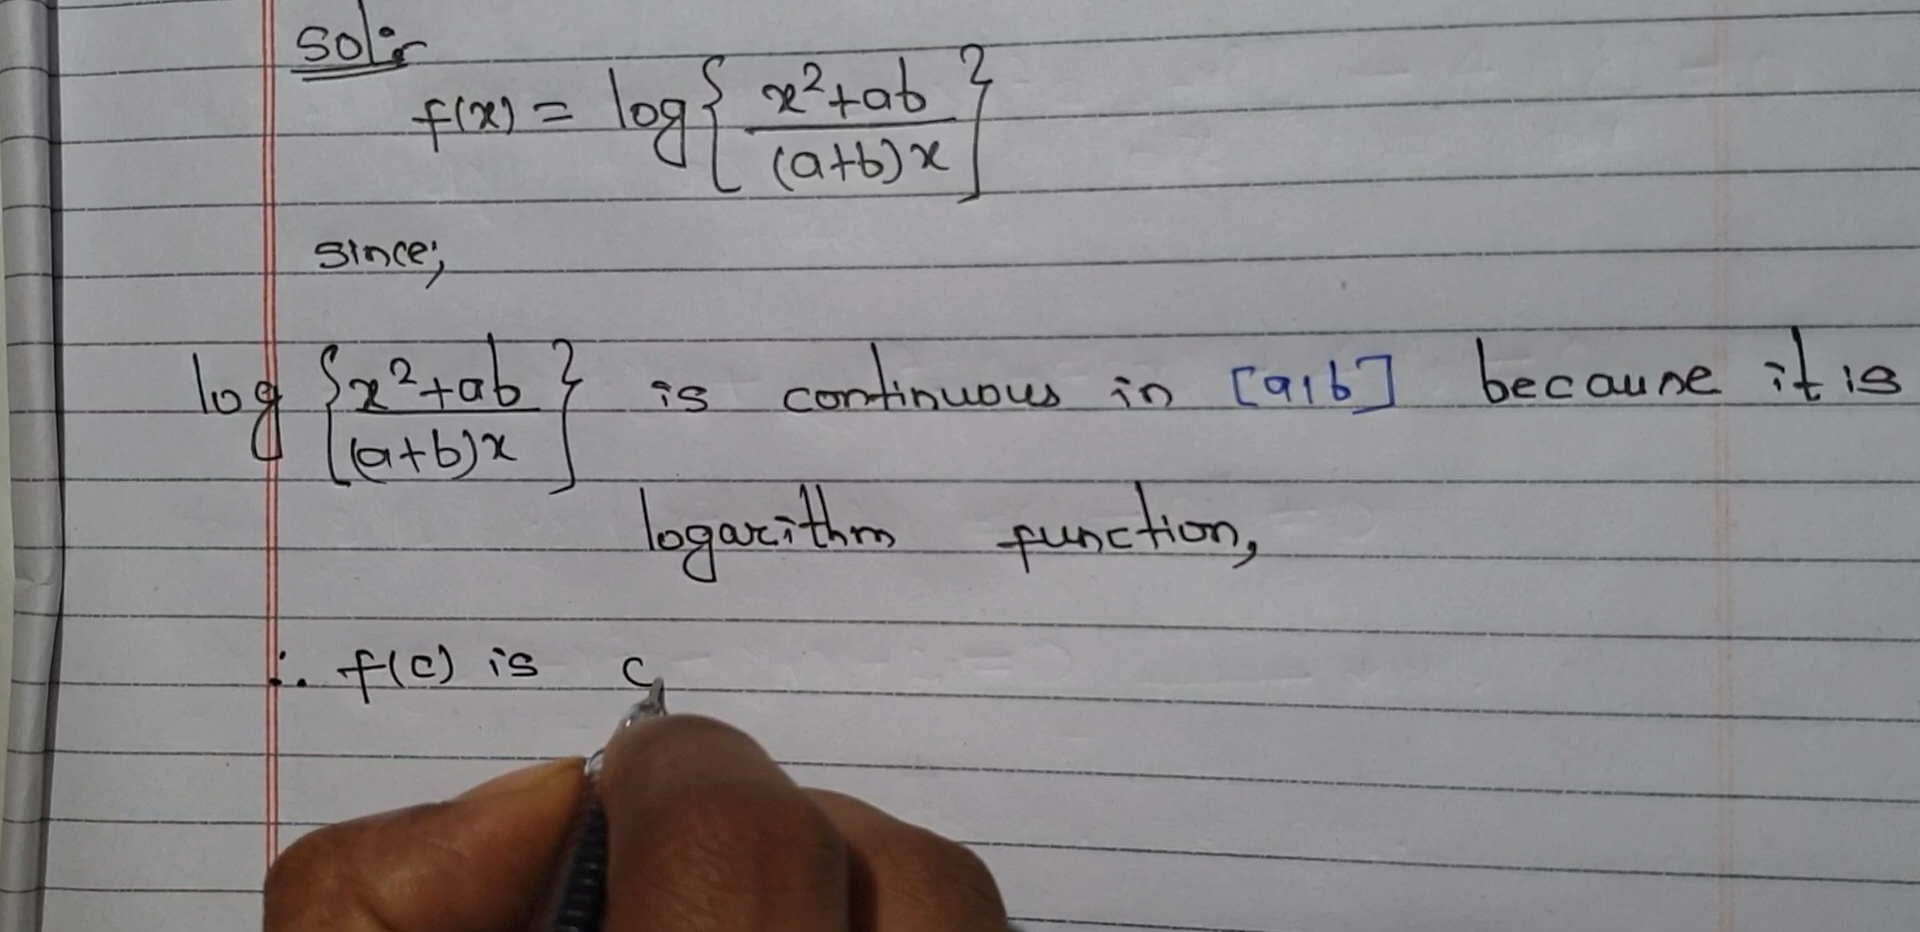 Sol:-
f(x) = log{ x²+ab / (a+b)x }
since;
log { x²+ab / (a+b)x } is continuous in [a,b] because it is
logarithm function,
∴ f(c) is c